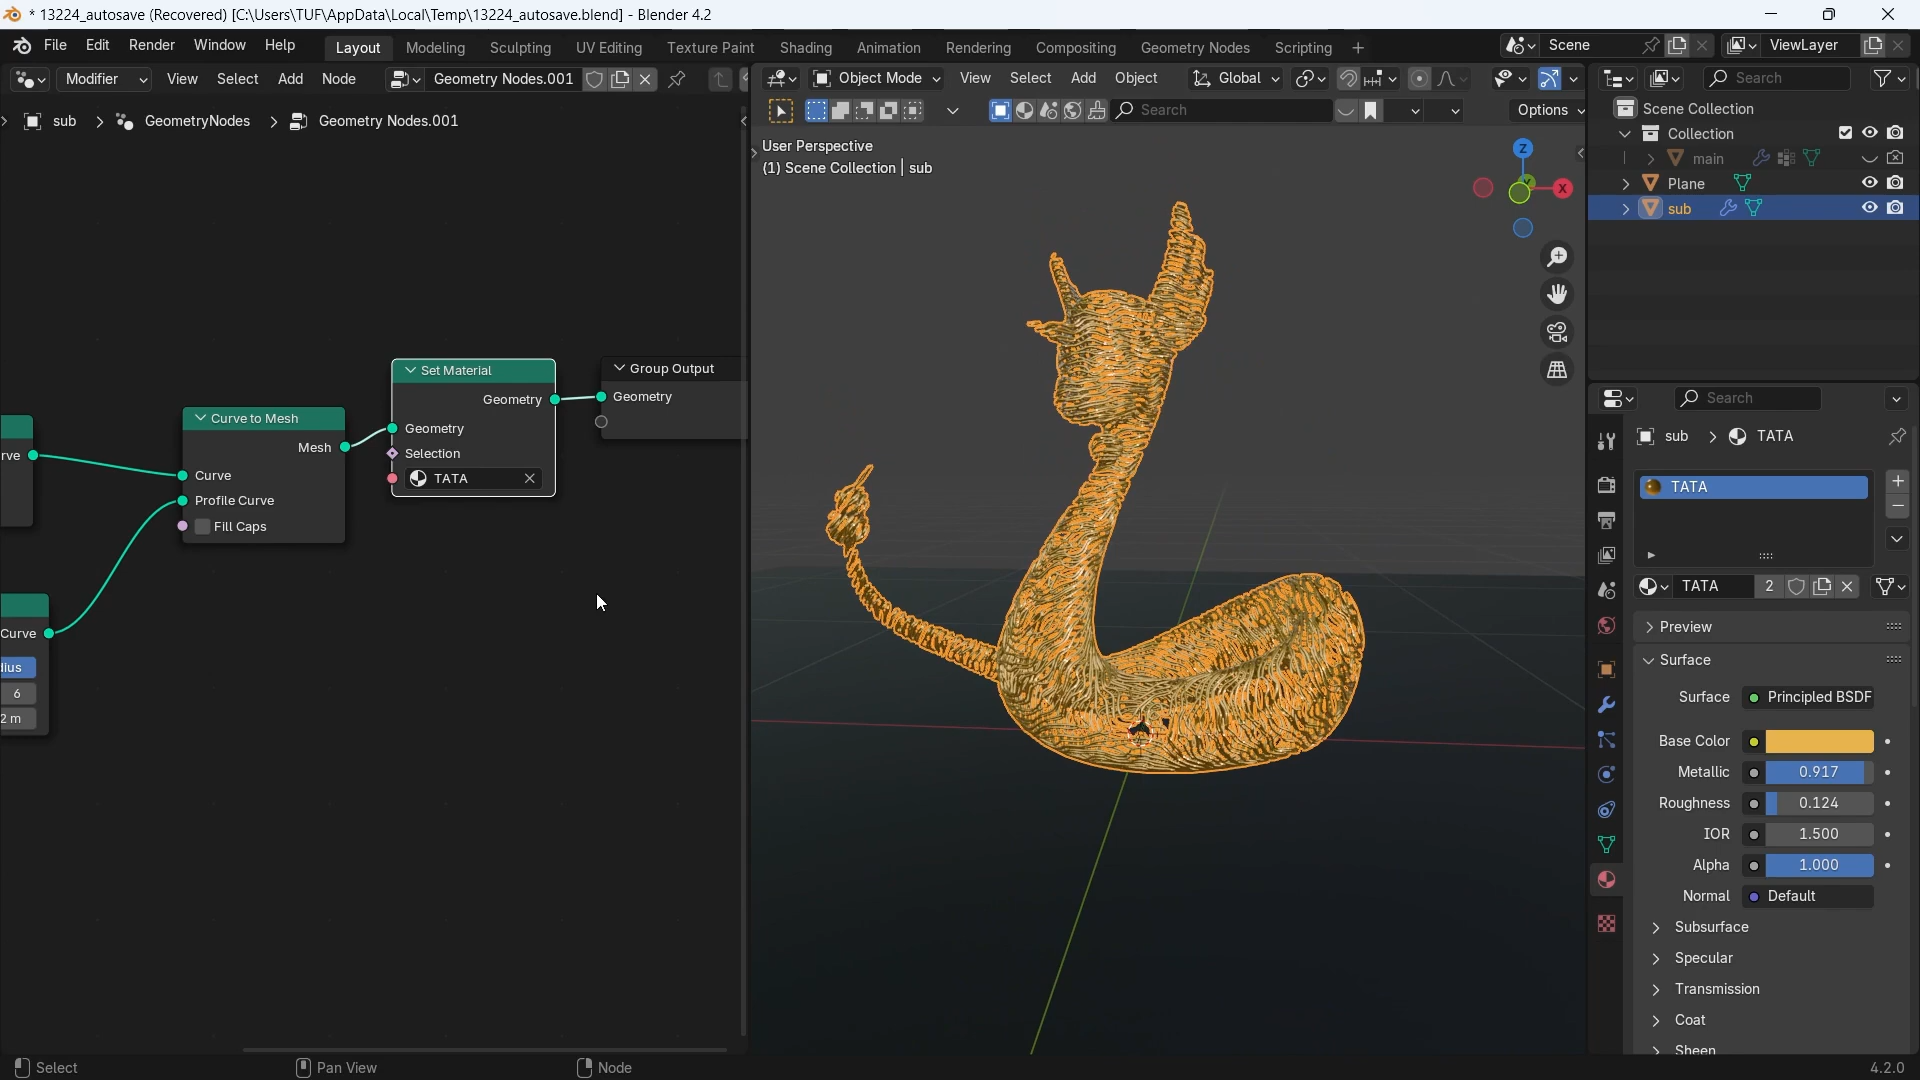 * 13224_autosave (Recovered) [C:\Users\TUF\AppData\Local\Temp\13224_autosave.blend] - Blender 4.2
File Edit Render Window Help
Layout Modeling Sculpting UV Editing Texture Paint Shading Animation Rendering Compositing Geometry Nodes Scripting +
Scene
ViewLayer
Modifier View Select Add Node Geometry Nodes.001
Object Mode View Select Add Object Global
Search
Search
Options
sub > GeometryNodes > Geometry Nodes.001
User Perspective
(1) Scene Collection | sub
Z
Y
X
Scene Collection
Collection
main
Plane
sub
Search
sub > TATA
TATA
TATA 2
Preview
Surface
Surface Principled BSDF
Base Color
Metallic 0.917
Roughness 0.124
IOR 1.500
Alpha 1.000
Normal Default
Subsurface
Specular
Transmission
Coat
Sheen
Set Material
Geometry
Geometry
Selection
TATA
Group Output
Geometry
Curve to Mesh
Mesh
Curve
Profile Curve
Fill Caps
rve
Curve
dius
6
2 m
Select
Pan View
Node
4.2.0